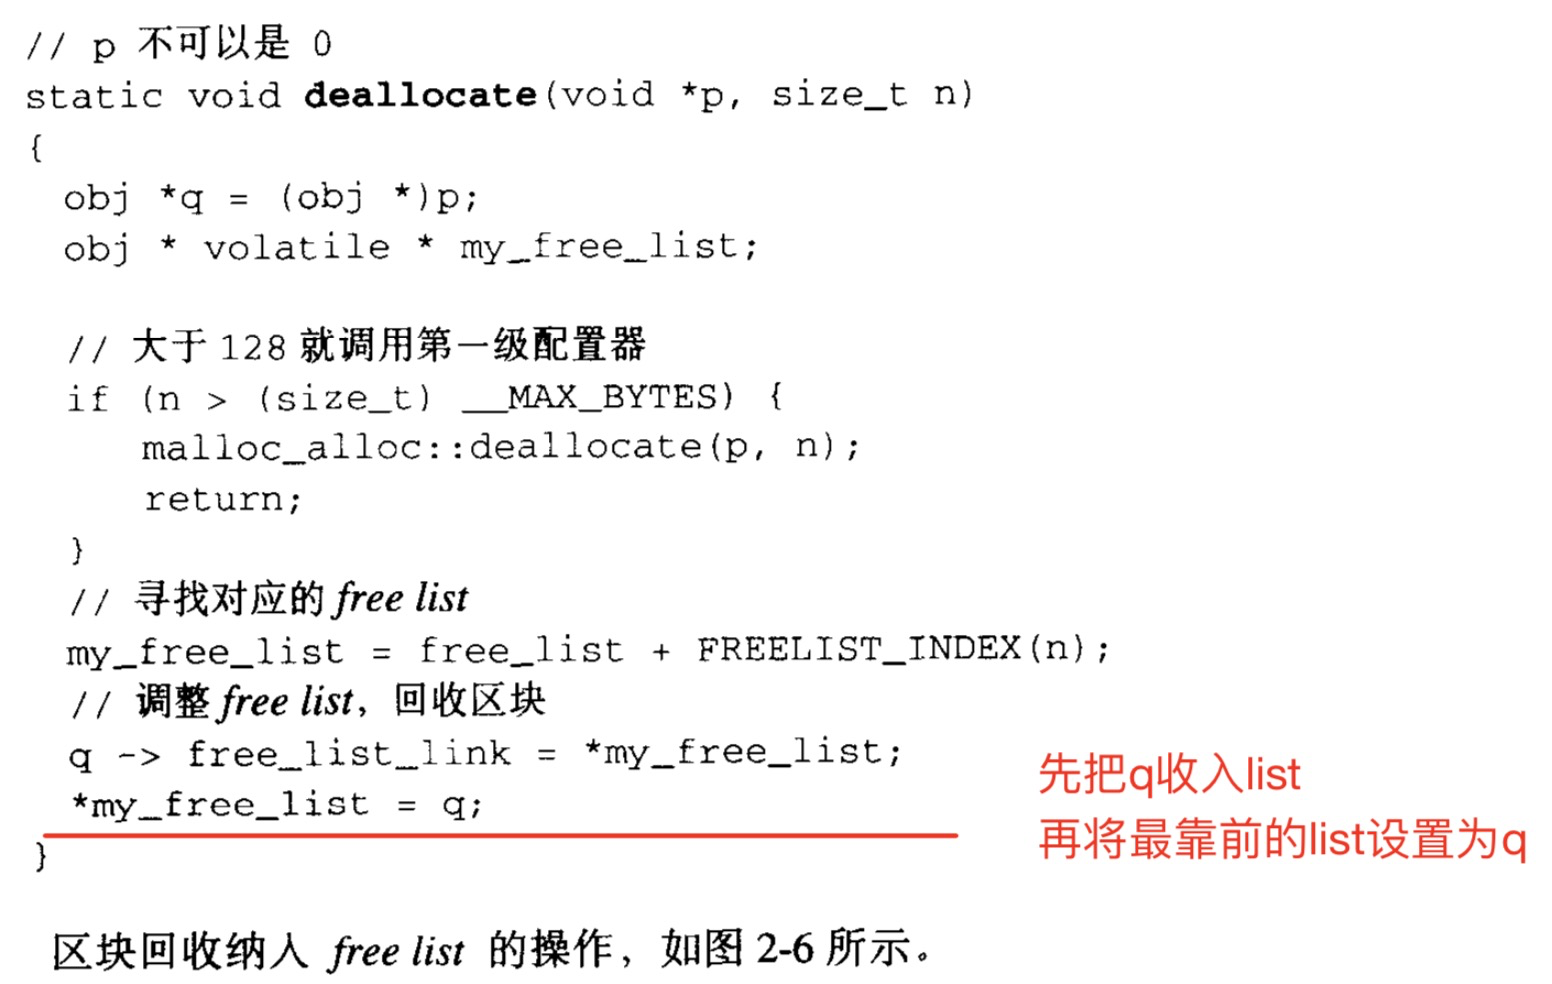 // p 不可以是 0
static void deallocate(void *p, size_t n)
{
obj *q = (obj *)p;
obj * volatile * my_free_list;
// 大于 128 就调用第一级配置器
if (n > (size_t) __MAX_BYTES) {
malloc_alloc::deallocate(p, n);
return;
}
// 寻找对应的 free list
my_free_list = free_list + FREELIST_INDEX(n);
// 调整 free list，回收区块
q -> free_list_link = *my_free_list;
*my_free_list = q;
先把q收入list
再将最靠前的list设置为q
}
区块回收纳入 free list 的操作，如图 2-6 所示。